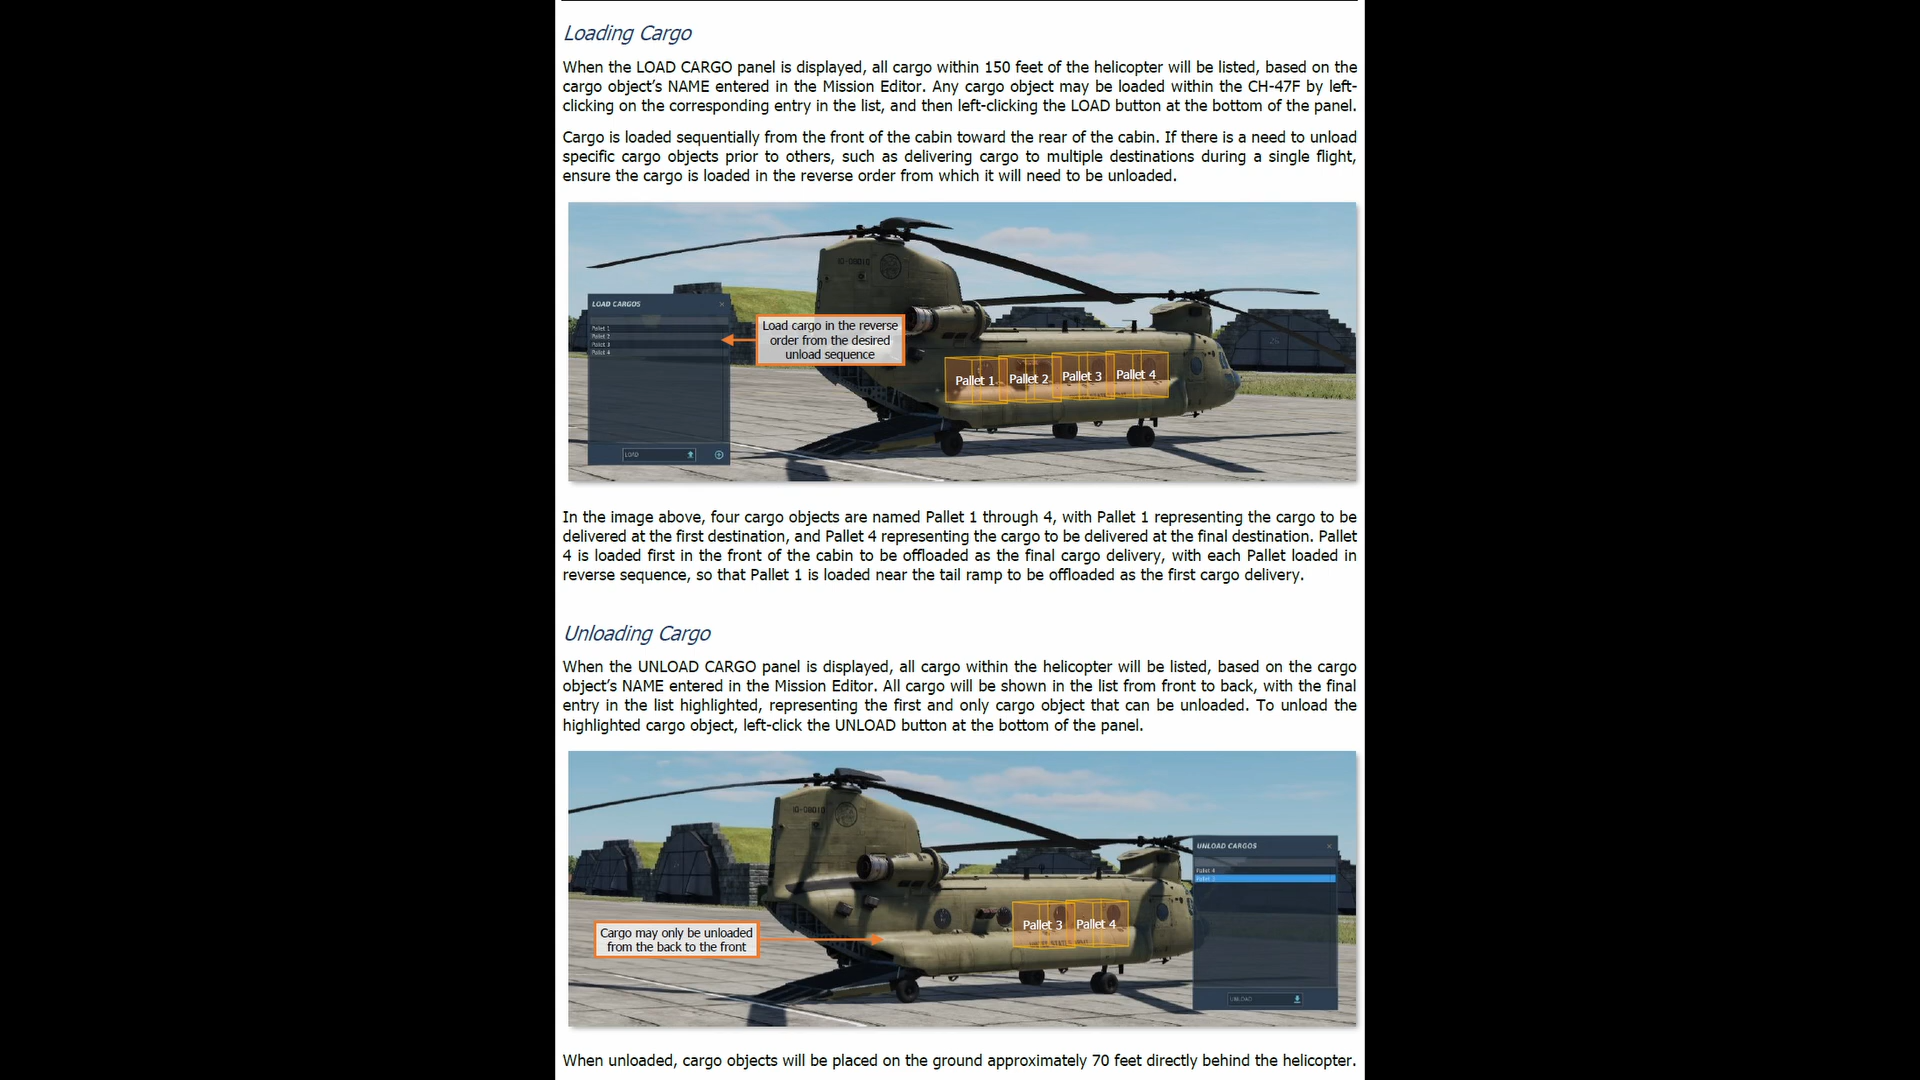 Loading Cargo
When the LOAD CARGO panel is displayed, all cargo within 150 feet of the helicopter will be listed, based on the
cargo object's NAME entered in the Mission Editor. Any cargo object may be loaded within the CH-47F by left-
clicking on the corresponding entry in the list, and then left-clicking the LOAD button at the bottom of the panel.
Cargo is loaded sequentially from the front of the cabin toward the rear of the cabin. If there is a need to unload
specific cargo objects prior to others, such as delivering cargo to multiple destinations during a single flight,
ensure the cargo is loaded in the reverse order from which it will need to be unloaded.
LOAD CARGOS
Pallet 1
Pallet 2
Pallet 3
Pallet 4
LOAD
Load cargo in the reverse
order from the desired
unload sequence
Pallet 1
Pallet 2
Pallet 3
Pallet 4
In the image above, four cargo objects are named Pallet 1 through 4, with Pallet 1 representing the cargo to be
delivered at the first destination, and Pallet 4 representing the cargo to be delivered at the final destination. Pallet
4 is loaded first in the front of the cabin to be offloaded as the final cargo delivery, with each Pallet loaded in
reverse sequence, so that Pallet 1 is loaded near the tail ramp to be offloaded as the first cargo delivery.
Unloading Cargo
When the UNLOAD CARGO panel is displayed, all cargo within the helicopter will be listed, based on the cargo
object's NAME entered in the Mission Editor. All cargo will be shown in the list from front to back, with the final
entry in the list highlighted, representing the first and only cargo object that can be unloaded. To unload the
highlighted cargo object, left-click the UNLOAD button at the bottom of the panel.
Cargo may only be unloaded
from the back to the front
Pallet 3
Pallet 4
UNLOAD CARGOS
Pallet 4
Pallet 3
UNLOAD
When unloaded, cargo objects will be placed on the ground approximately 70 feet directly behind the helicopter.